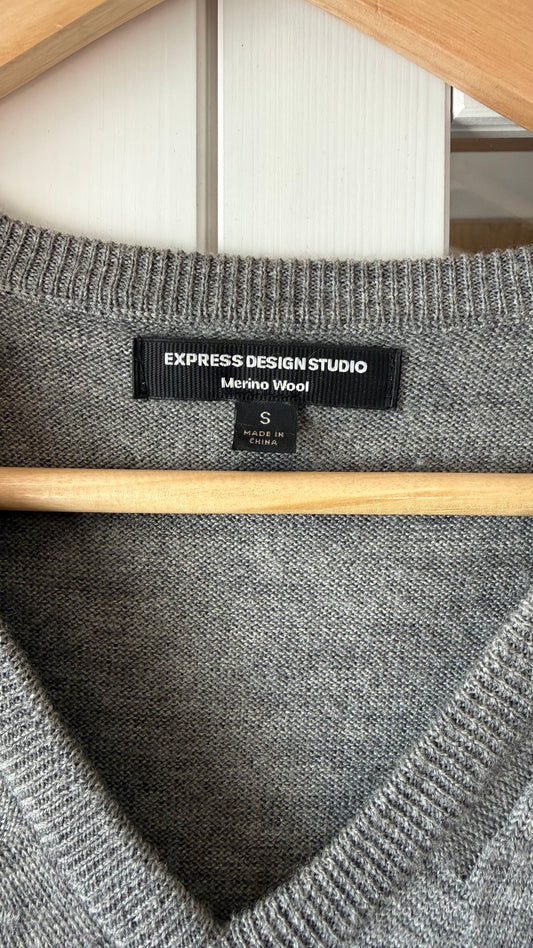 EXPRESS DESIGN STUDIO
Merino Wool
S
MADE IN
CHINA